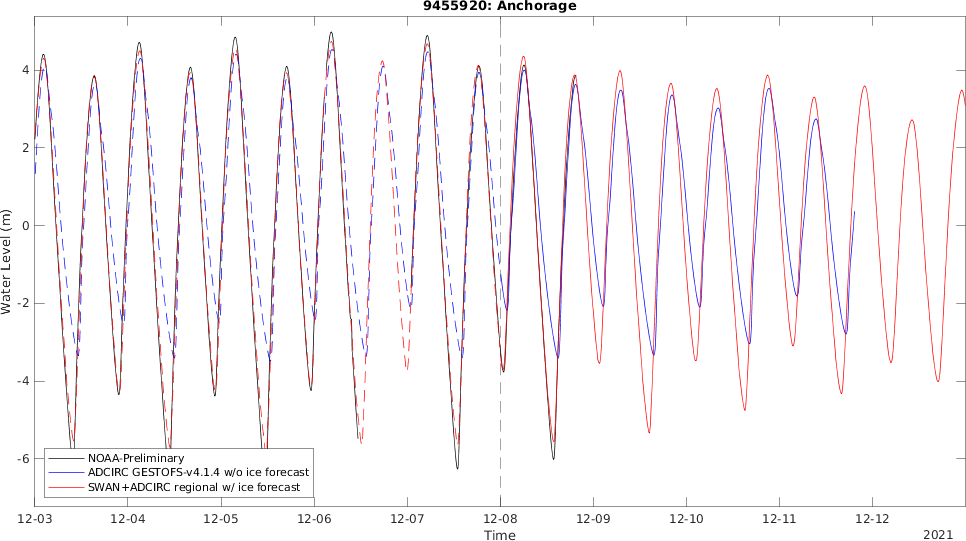 9455920: Anchorage
Water Level (m)
4
2
0
-2
-4
-6
NOAA-Preliminary
ADCIRC GESTOFS-v4.1.4 w/o ice forecast
SWAN+ADCIRC regional w/ ice forecast
12-03 12-04 12-05 12-06 12-07 12-08 12-09 12-10 12-11 12-12
Time
2021